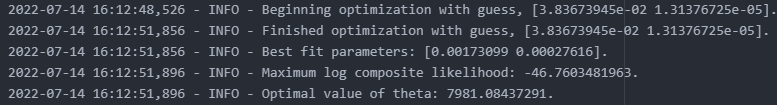 2022-07-14 16:12:48,526 - INFO - Beginning optimization with guess, [3.83673945e-02 1.31376725e-05].
2022-07-14 16:12:51,856 - INFO - Finished optimization with guess, [3.83673945e-02 1.31376725e-05].
2022-07-14 16:12:51,856 - INFO - Best fit parameters: [0.00173099 0.00027616].
2022-07-14 16:12:51,896 - INFO - Maximum log composite likelihood: -46.7603481963.
2022-07-14 16:12:51,896 - INFO - Optimal value of theta: 7981.08437291.